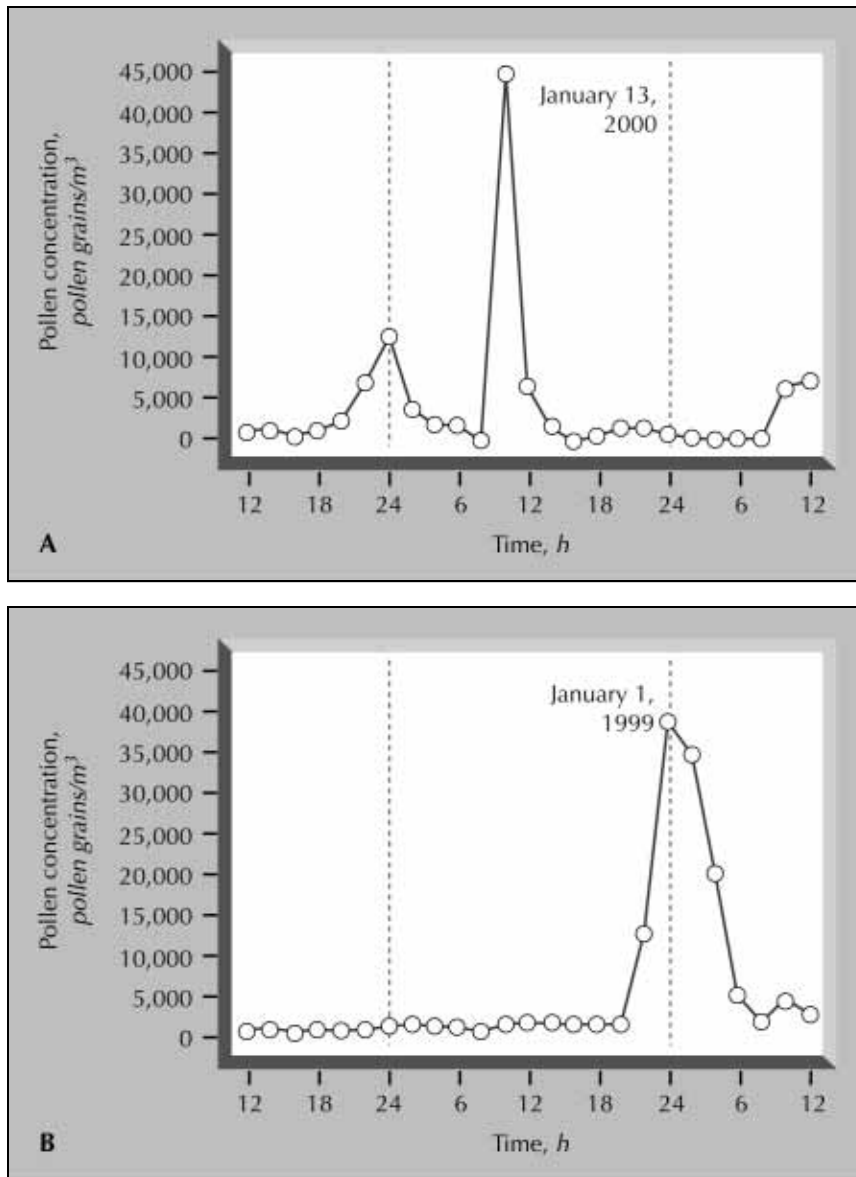 45,000
40,000
35,000
30,000
25,000
20,000
15,000
10,000
5,000
0
Pollen concentration,
pollen grains/m³
January 13,
2000
12 18 24 6 12 18 24 6 12
A
Time, h
45,000
40,000
35,000
30,000
25,000
20,000
15,000
10,000
5,000
0
Pollen concentration,
pollen grains/m³
January 1,
1999
12 18 24 6 12 18 24 6 12
B
Time, h